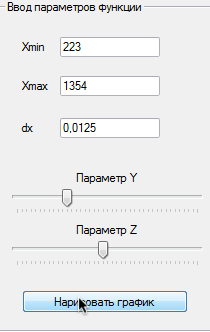 Ввод параметров функции
Xmin 223
Xmax 1354
dx 0,0125
Параметр Y
Параметр Z
Нарисовать график